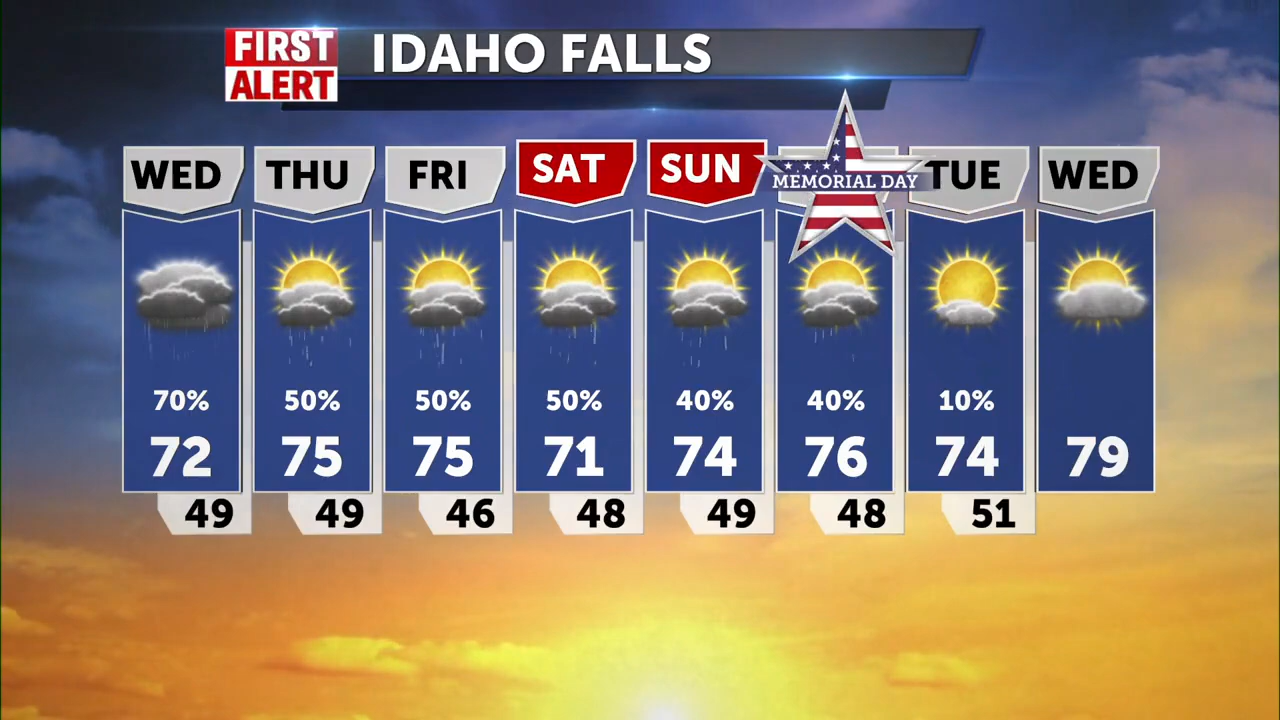 FIRST
ALERT
IDAHO FALLS
WED THU FRI SAT SUN MEMORIAL DAY TUE WED
70% 50% 50% 50% 40% 40% 10%
72 75 75 71 74 76 74 79
49 49 46 48 49 48 51